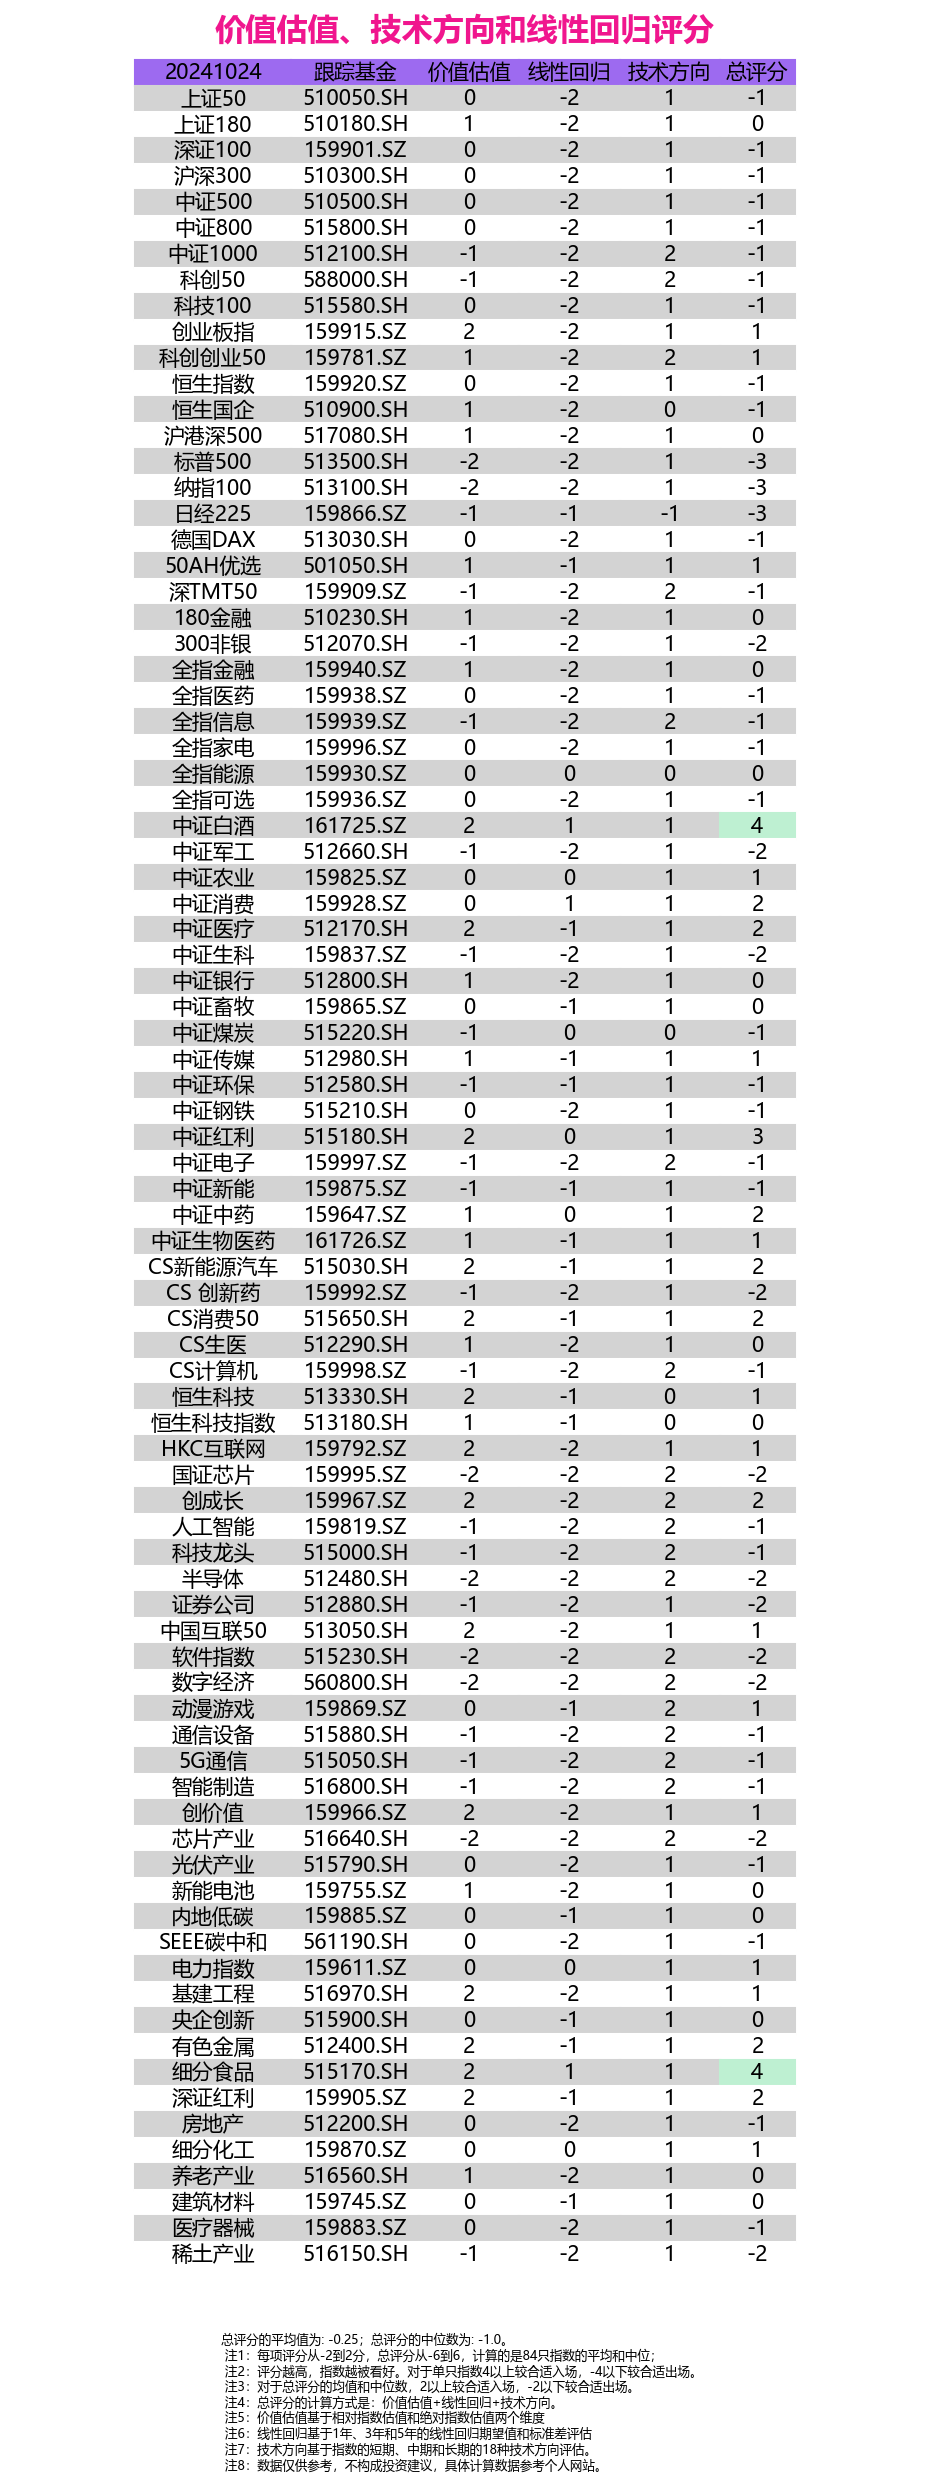 价值估值、技术方向和线性回归评分
20241024 跟踪基金 价值估值 线性回归 技术方向 总评分
上证50 510050.SH 0 -2 1 -1
上证180 510180.SH 1 -2 1 0
深证100 159901.SZ 0 -2 1 -1
沪深300 510300.SH 0 -2 1 -1
中证500 510500.SH 0 -2 1 -1
中证800 515800.SH 0 -2 1 -1
中证1000 512100.SH -1 -2 2 -1
科创50 588000.SH -1 -2 2 -1
科技100 515580.SH 0 -2 1 -1
创业板指 159915.SZ 2 -2 1 1
科创创业50 159781.SZ 1 -2 2 1
恒生指数 159920.SZ 0 -2 1 -1
恒生国企 510900.SH 1 -2 0 -1
沪港深500 517080.SH 1 -2 1 0
标普500 513500.SH -2 -2 1 -3
纳指100 513100.SH -2 -2 1 -3
日经225 159866.SZ -1 -1 -1 -3
德国DAX 513030.SH 0 -2 1 -1
50AH优选 501050.SH 1 -1 1 1
深TMT50 159909.SZ -1 -2 2 -1
180金融 510230.SH 1 -2 1 0
300非银 512070.SH -1 -2 1 -2
全指金融 159940.SZ 1 -2 1 0
全指医药 159938.SZ 0 -2 1 -1
全指信息 159939.SZ -1 -2 2 -1
全指家电 159996.SZ 0 -2 1 -1
全指能源 159930.SZ 0 0 0 0
全指可选 159936.SZ 0 -2 1 -1
中证白酒 161725.SZ 2 1 1 4
中证军工 512660.SH -1 -2 1 -2
中证农业 159825.SZ 0 0 1 1
中证消费 159928.SZ 0 1 1 2
中证医疗 512170.SH 2 -1 1 2
中证生科 159837.SZ -1 -2 1 -2
中证银行 512800.SH 1 -2 1 0
中证畜牧 159865.SZ 0 -1 1 0
中证煤炭 515220.SH -1 0 0 -1
中证传媒 512980.SH 1 -1 1 1
中证环保 512580.SH -1 -1 1 -1
中证钢铁 515210.SH 0 -2 1 -1
中证红利 515180.SH 2 0 1 3
中证电子 159997.SZ -1 -2 2 -1
中证新能 159875.SZ -1 -1 1 -1
中证中药 159647.SZ 1 0 1 2
中证生物医药 161726.SZ 1 -1 1 1
CS新能源汽车 515030.SH 2 -1 1 2
CS 创新药 159992.SZ -1 -2 1 -2
CS消费50 515650.SH 2 -1 1 2
CS生医 512290.SH 1 -2 1 0
CS计算机 159998.SZ -1 -2 2 -1
恒生科技 513330.SH 2 -1 0 1
恒生科技指数 513180.SH 1 -1 0 0
HKC互联网 159792.SZ 2 -2 1 1
国证芯片 159995.SZ -2 -2 2 -2
创成长 159967.SZ 2 -2 2 2
人工智能 159819.SZ -1 -2 2 -1
科技龙头 515000.SH -1 -2 2 -1
半导体 512480.SH -2 -2 2 -2
证券公司 512880.SH -1 -2 1 -2
中国互联50 513050.SH 2 -2 1 1
软件指数 515230.SH -2 -2 2 -2
数字经济 560800.SH -2 -2 2 -2
动漫游戏 159869.SZ 0 -1 2 1
通信设备 515880.SH -1 -2 2 -1
5G通信 515050.SH -1 -2 2 -1
智能制造 516800.SH -1 -2 2 -1
创价值 159966.SZ 2 -2 1 1
芯片产业 516640.SH -2 -2 2 -2
光伏产业 515790.SH 0 -2 1 -1
新能电池 159755.SZ 1 -2 1 0
内地低碳 159885.SZ 0 -1 1 0
SEEE碳中和 561190.SH 0 -2 1 -1
电力指数 159611.SZ 0 0 1 1
基建工程 516970.SH 2 -2 1 1
央企创新 515900.SH 0 -1 1 0
有色金属 512400.SH 2 -1 1 2
细分食品 515170.SH 2 1 1 4
深证红利 159905.SZ 2 -1 1 2
房地产 512200.SH 0 -2 1 -1
细分化工 159870.SZ 0 0 1 1
养老产业 516560.SH 1 -2 1 0
建筑材料 159745.SZ 0 -1 1 0
医疗器械 159883.SZ 0 -2 1 -1
稀土产业 516150.SH -1 -2 1 -2
总评分的平均值为: -0.25；总评分的中位数为: -1.0。
注1：每项评分从-2到2分，总评分从-6到6，计算的是84只指数的平均和中位；
注2：评分越高，指数越被看好。对于单只指数4以上较合适入场，-4以下较合适出场。
注3：对于总评分的均值和中位数，2以上较合适入场，-2以下较合适出场。
注4：总评分的计算方式是：价值估值+线性回归+技术方向。
注5：价值估值基于相对指数估值和绝对指数估值两个维度
注6：线性回归基于1年、3年和5年的线性回归期望值和标准差评估
注7：技术方向基于指数的短期、中期和长期的18种技术方向评估。
注8：数据仅供参考，不构成投资建议，具体计算数据参考个人网站。